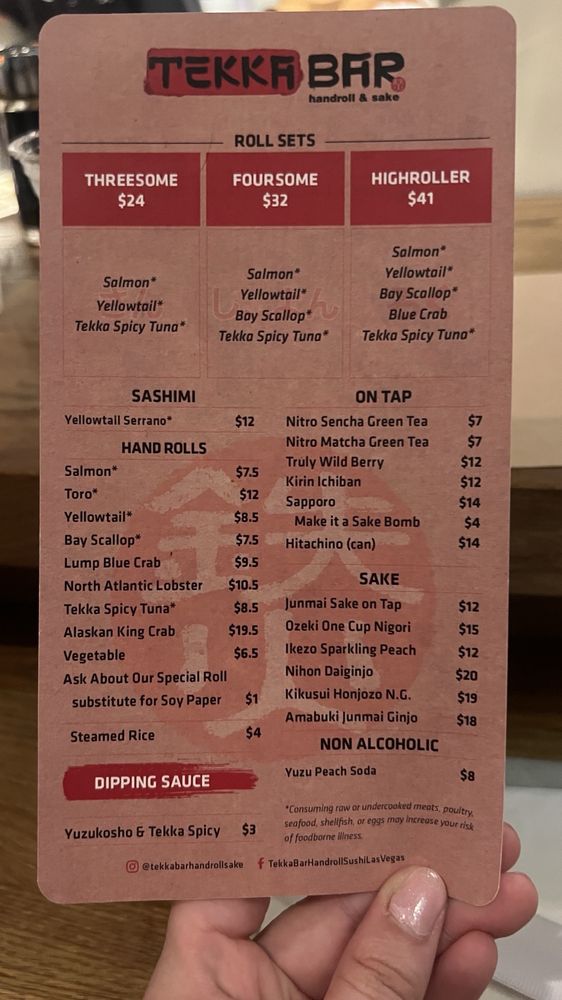 TEKKA BAR
handroll & sake
ROLL SETS
THREESOME
$24
FOURSOME
$32
HIGHROLLER
$41
Salmon*
Yellowtail*
Tekka Spicy Tuna*
Salmon*
Yellowtail*
Bay Scallop*
Tekka Spicy Tuna*
Salmon*
Yellowtail*
Bay Scallop*
Blue Crab
Tekka Spicy Tuna*
SASHIMI
Yellowtail Serrano* $12
HAND ROLLS
Salmon* $7.5
Toro* $12
Yellowtail* $8.5
Bay Scallop* $7.5
Lump Blue Crab $9.5
North Atlantic Lobster $10.5
Tekka Spicy Tuna* $8.5
Alaskan King Crab $19.5
Vegetable $6.5
Ask About Our Special Roll
substitute for Soy Paper $1
Steamed Rice $4
DIPPING SAUCE
Yuzukosho & Tekka Spicy $3
ON TAP
Nitro Sencha Green Tea $7
Nitro Matcha Green Tea $7
Truly Wild Berry $12
Kirin Ichiban $12
Sapporo $14
Make it a Sake Bomb $4
Hitachino (can) $14
SAKE
Junmai Sake on Tap $12
Ozeki One Cup Nigori $15
Ikezo Sparkling Peach $12
Nihon Daiginjo $20
Kikusui Honjozo N.G. $19
Amabuki Junmai Ginjo $18
NON ALCOHOLIC
Yuzu Peach Soda $8
*Consuming raw or undercooked meats, poultry,
seafood, shellfish, or eggs may increase your risk
of foodborne illness.
@tekkabarhandrollsake TekkaBarHandrollSushiLasVegas